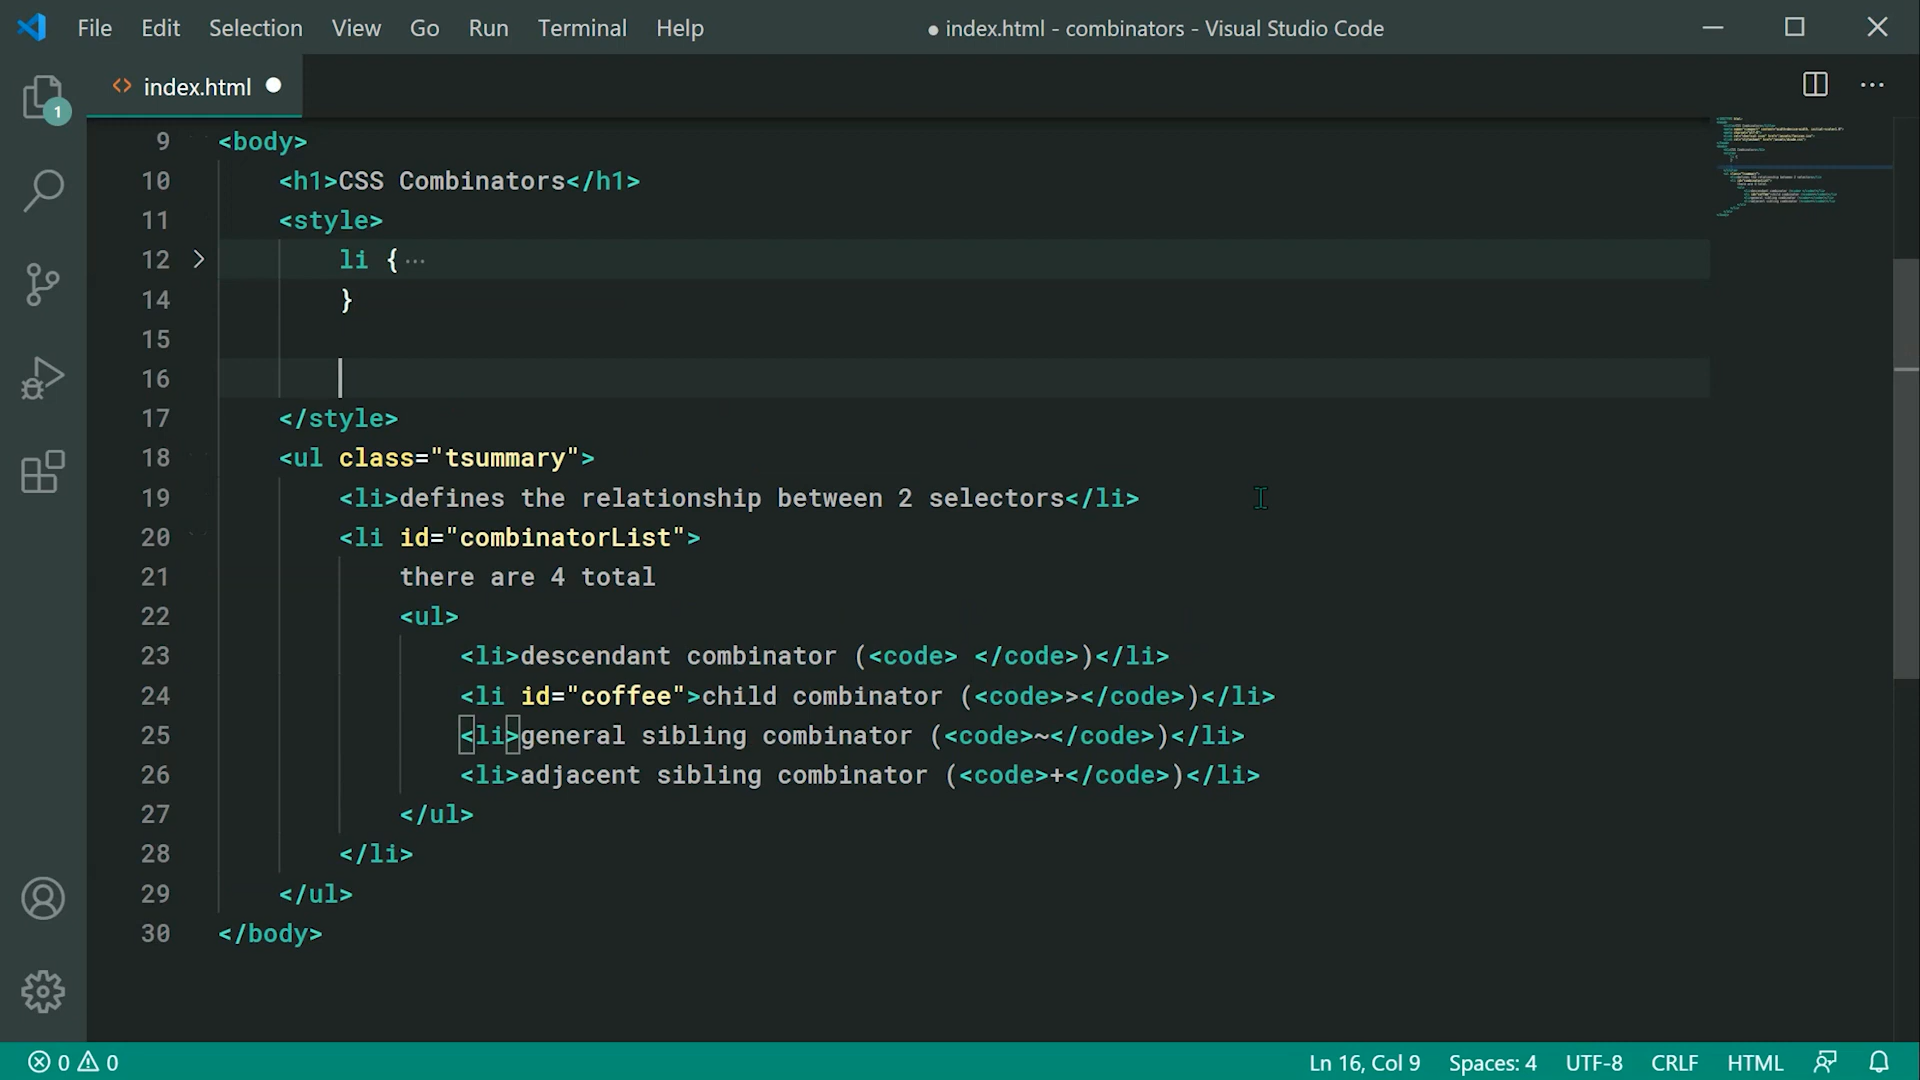 File Edit Selection View Go Run Terminal Help ● index.html - combinators - Visual Studio Code
1
<> index.html ●
9 <body>
10 <h1>CSS Combinators</h1>
11 <style>
12 li { ···
14 }
15
16
17 </style>
18 <ul class="tsummary">
19 <li>defines the relationship between 2 selectors</li>
20 <li id="combinatorList">
21 there are 4 total
22 <ul>
23 <li>descendant combinator (<code> </code>)</li>
24 <li id="coffee">child combinator (<code>></code>)</li>
25 <li>general sibling combinator (<code>~</code>)</li>
26 <li>adjacent sibling combinator (<code>+</code>)</li>
27 </ul>
28 </li>
29 </ul>
30 </body>
0 0 Ln 16, Col 9 Spaces: 4 UTF-8 CRLF HTML